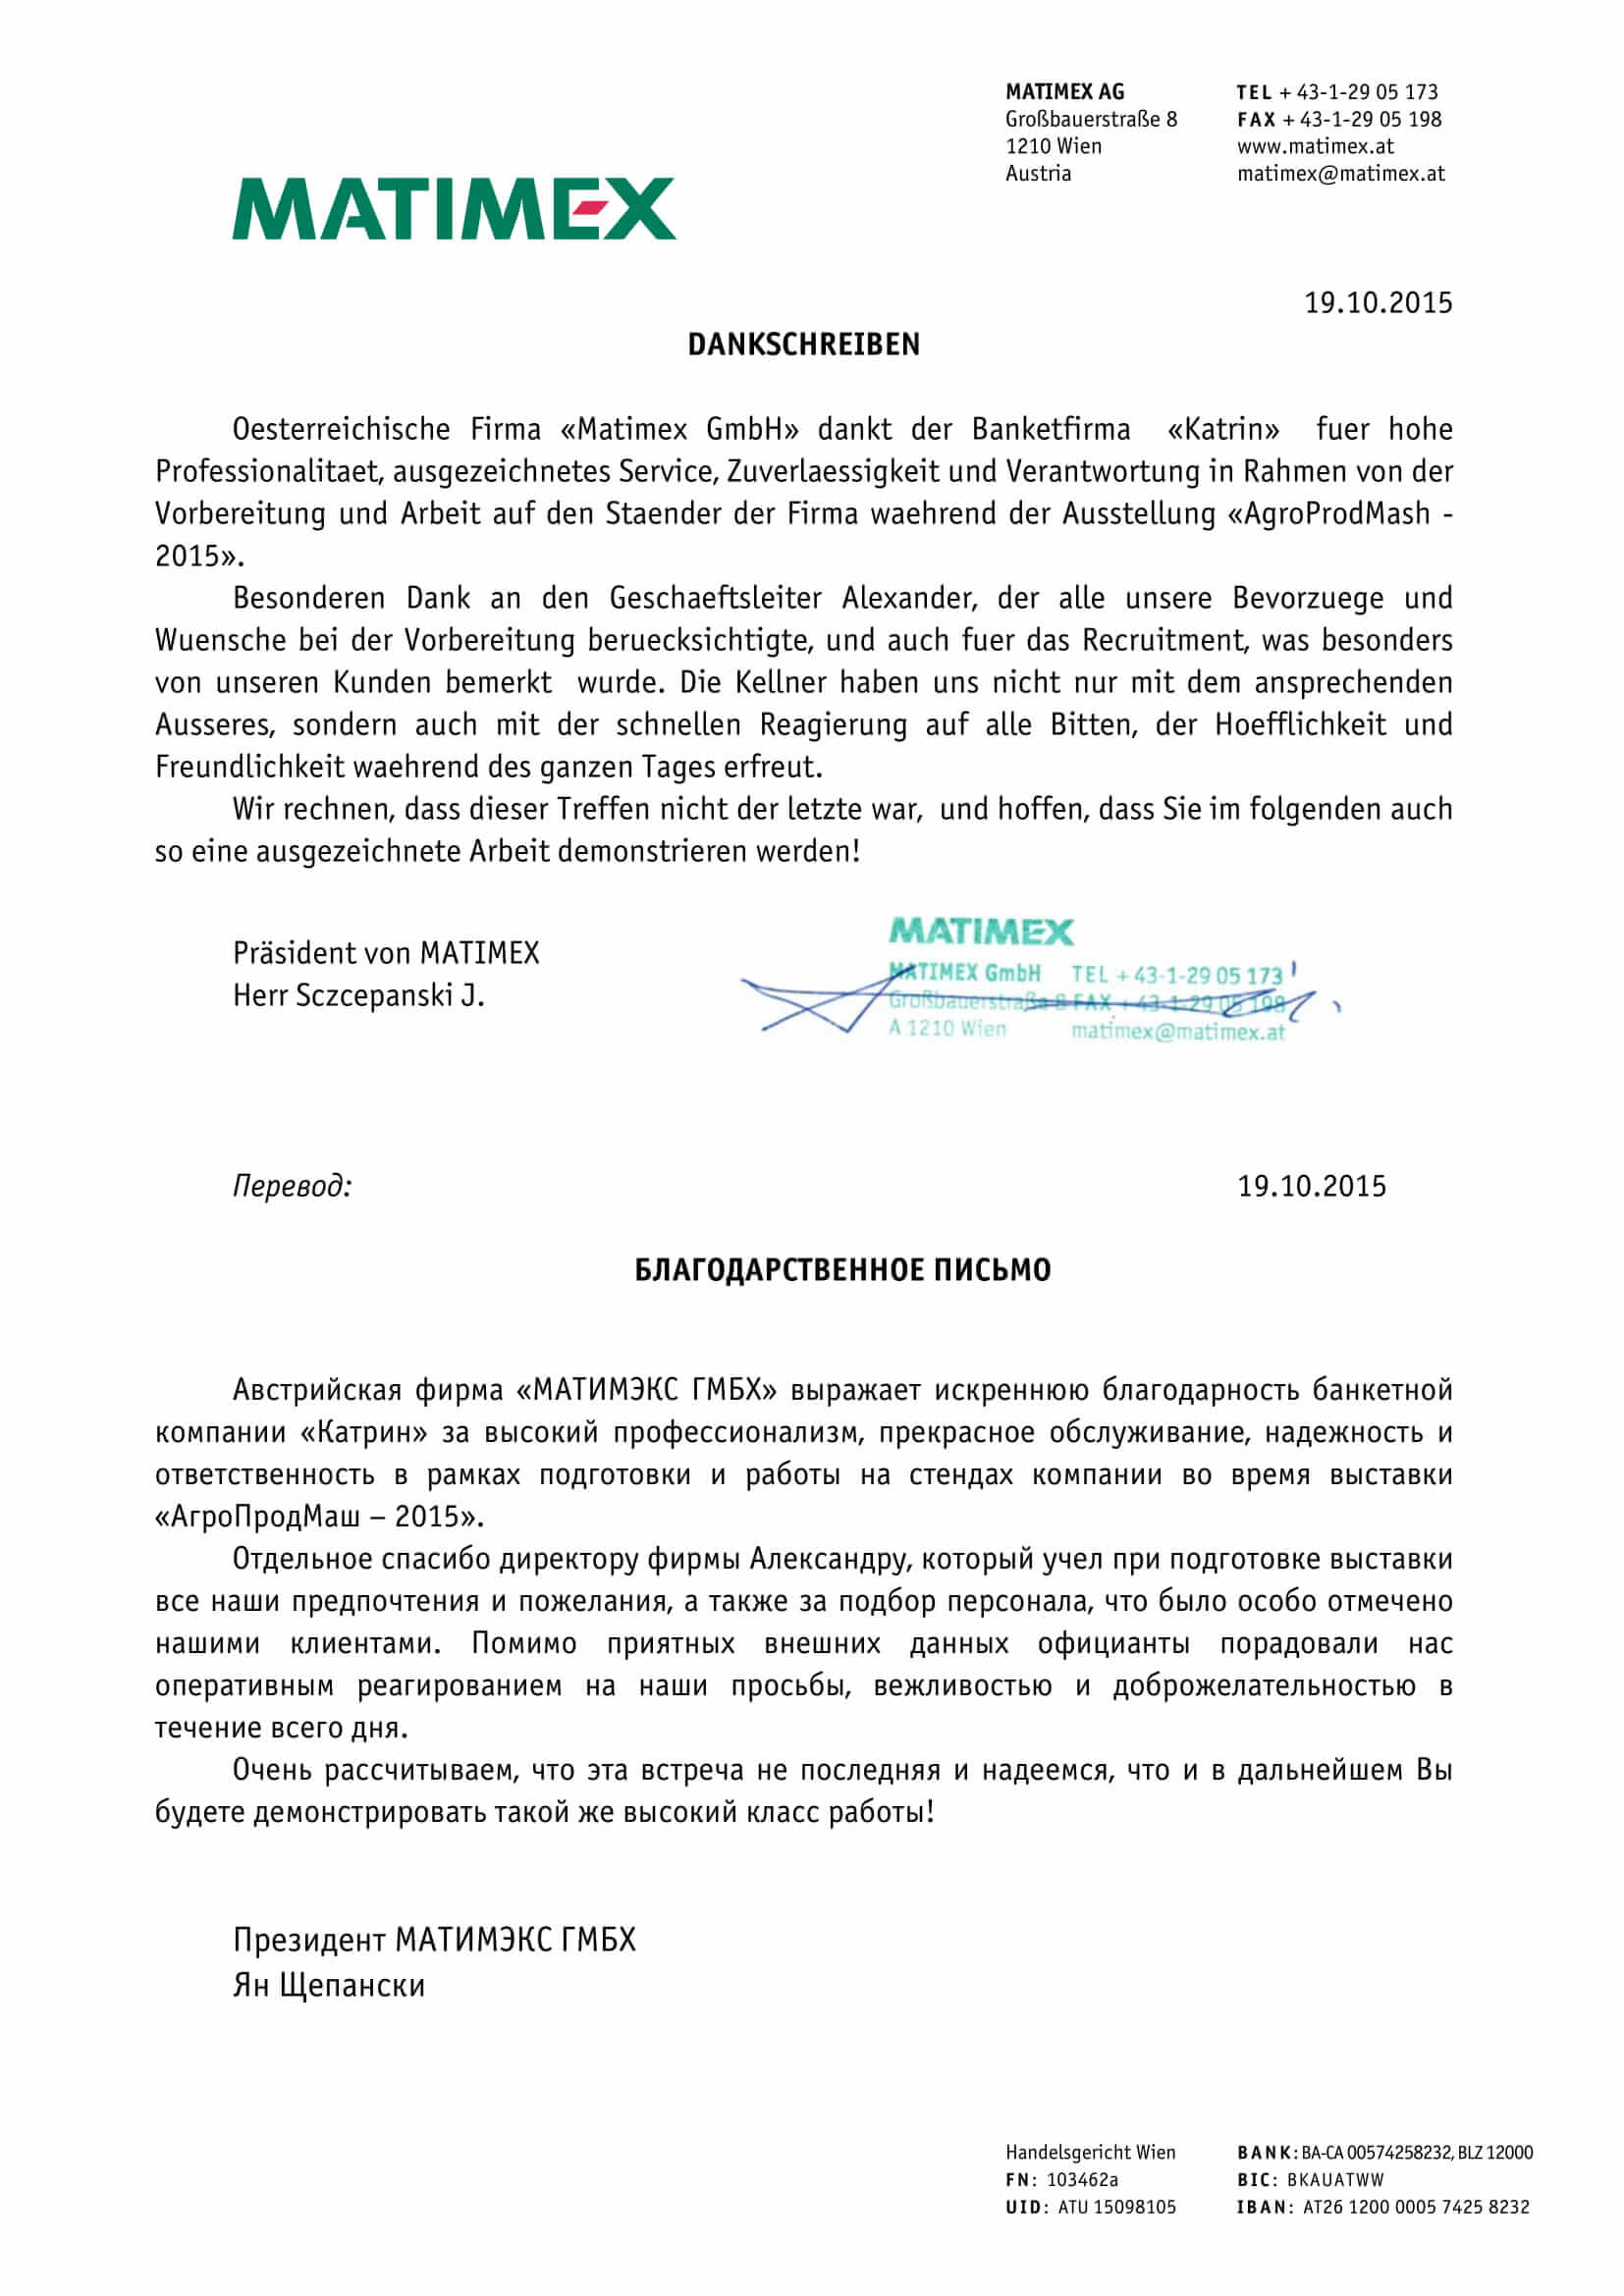 MATIMEX AG
Großbauerstraße 8
1210 Wien
Austria
TEL + 43-1-29 05 173
FAX + 43-1-29 05 198
www.matimex.at
matimex@matimex.at
MATIMEX
19.10.2015
DANKSCHREIBEN
Oesterreichische Firma «Matimex GmbH» dankt der Banketfirma «Katrin» fuer hohe
Professionalitaet, ausgezeichnetes Service, Zuverlaessigkeit und Verantwortung in Rahmen von der
Vorbereitung und Arbeit auf den Staender der Firma waehrend der Ausstellung «AgroProdMash -
2015».
Besonderen Dank an den Geschaeftsleiter Alexander, der alle unsere Bevorzuege und
Wuensche bei der Vorbereitung beruecksichtigte, und auch fuer das Recruitment, was besonders
von unseren Kunden bemerkt wurde. Die Kellner haben uns nicht nur mit dem ansprechenden
Ausseres, sondern auch mit der schnellen Reagierung auf alle Bitten, der Hoefflichkeit und
Freundlichkeit waehrend des ganzen Tages erfreut.
Wir rechnen, dass dieser Treffen nicht der letzte war, und hoffen, dass Sie im folgenden auch
so eine ausgezeichnete Arbeit demonstrieren werden!
Präsident von MATIMEX
Herr Sczcepanski J.
MATIMEX
MATIMEX GmbH TEL + 43-1-29 05 173
Großbauerstraße 8 FAX + 43-1-29 05 198
A 1210 Wien matimex@matimex.at
Перевод:
19.10.2015
БЛАГОДАРСТВЕННОЕ ПИСЬМО
Австрийская фирма «МАТИМЭКС ГМБХ» выражает искреннюю благодарность банкетной
компании «Катрин» за высокий профессионализм, прекрасное обслуживание, надежность и
ответственность в рамках подготовки и работы на стендах компании во время выставки
«АгроПродМаш – 2015».
Отдельное спасибо директору фирмы Александру, который учел при подготовке выставки
все наши предпочтения и пожелания, а также за подбор персонала, что было особо отмечено
нашими клиентами. Помимо приятных внешних данных официанты порадовали нас
оперативным реагированием на наши просьбы, вежливостью и доброжелательностью в
течение всего дня.
Очень рассчитываем, что эта встреча не последняя и надеемся, что и в дальнейшем Вы
будете демонстрировать такой же высокий класс работы!
Президент МАТИМЭКС ГМБХ
Ян Щепански
Handelsgericht Wien
FN: 103462a
UID: ATU 15098105
BANK: BA-CA 00574258232, BLZ 12000
BIC: BKAUATWW
IBAN: AT26 1200 0005 7425 8232